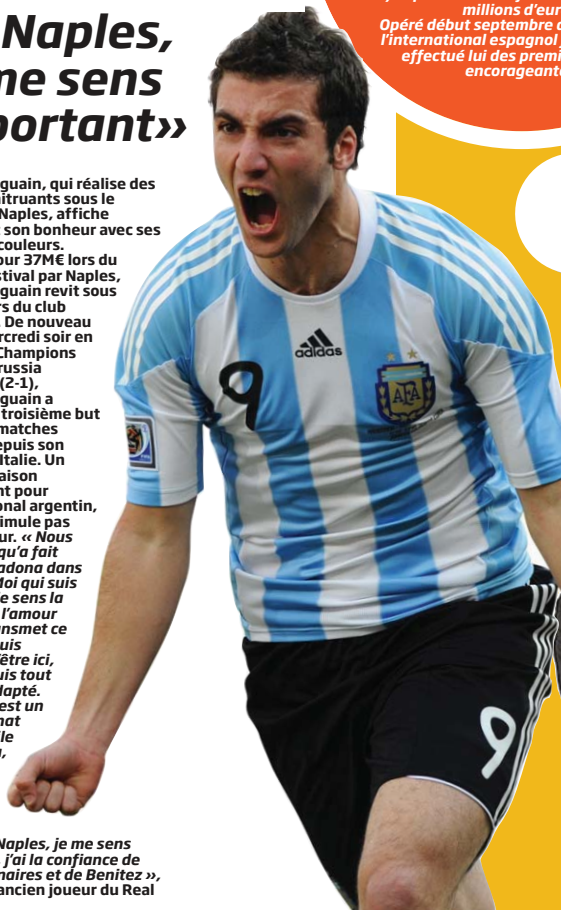 Naples,
me sens
portant»
millions d'eur
Opéré début septembre d
l'international espagnol
effectué lui des premi
encorageant
guain, qui réalise des
itruants sous le
Naples, affiche
son bonheur avec ses
couleurs.
our 37M€ lors du
stival par Naples,
guain revit sous
rs du club
. De nouveau
rcredi soir en
Champions
russia
(2-1),
guain a
troisième but
matches
epuis son
Italie. Un
aison
nt pour
onal argentin,
imule pas
ur. « Nous
qu'a fait
adona dans
Moi qui suis
e sens la
l'amour
nsmet ce
uis
'être ici,
uis tout
dapté.
est un
nat
ile
,
Naples, je me sens
, j'ai la confiance de
naires et de Benitez »,
ancien joueur du Real
adidas
9
AFA
9